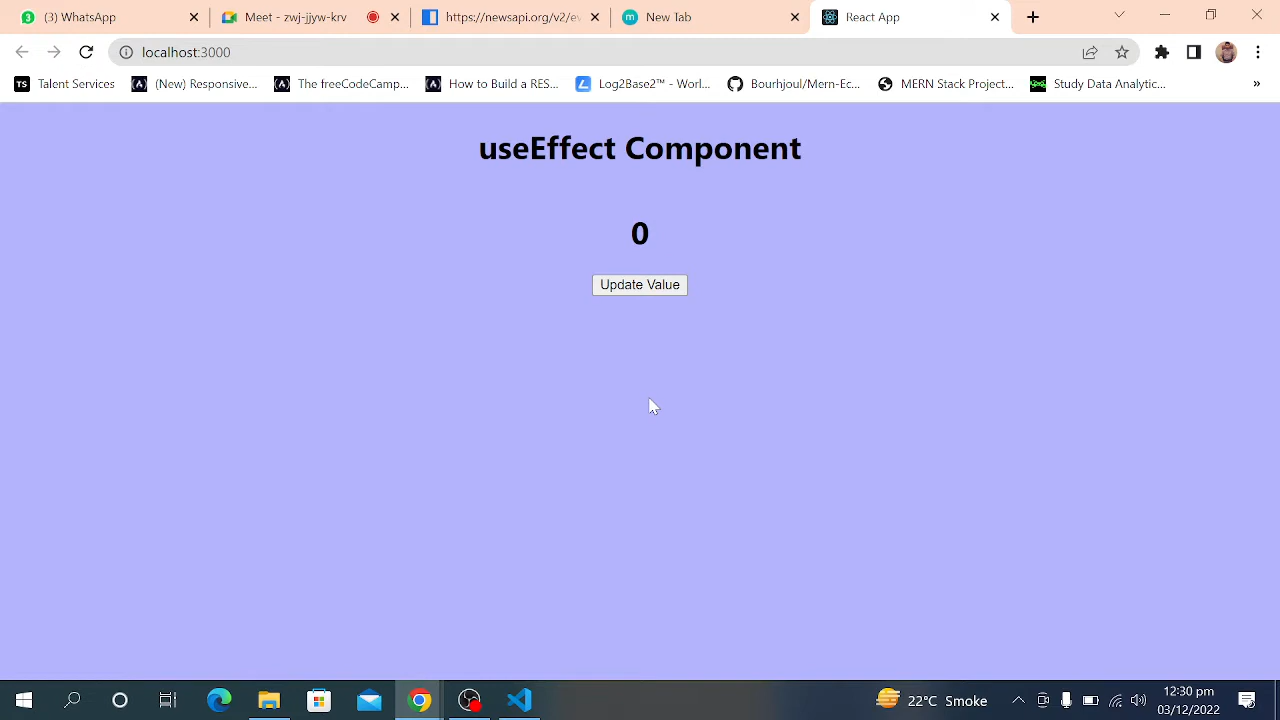 (3) WhatsApp
Meet - zwj-jjyw-krv
https://newsapi.org/v2/ev
New Tab
React App
localhost:3000
TS Talent Services
(New) Responsive...
The freeCodeCamp...
How to Build a RES...
Log2Base2™ - Worl...
Bourhjoul/Mern-Ec...
MERN Stack Project...
Study Data Analytic...
»
useEffect Component
0
Update Value
22°C Smoke
12:30 pm
03/12/2022